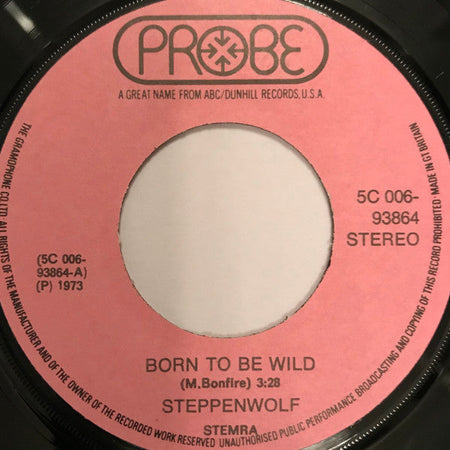 PROBE
A GREAT NAME FROM ABC/DUNHILL RECORDS, U.S.A.
5C 006-
93864
STEREO
(5C 006-
93864-A)
(P) 1973
BORN TO BE WILD
(M.Bonfire) 3:28
STEPPENWOLF
STEMRA
THE GRAMOPHONE CO.LTD. ALL RIGHTS OF THE MANUFACTURER AND OF THE OWNER OF THE RECORDED WORK RESERVED UNAUTHORISED PUBLIC PERFORMANCE BROADCASTING AND COPYING OF THIS RECORD PROHIBITED·MADE IN GT BRITAIN